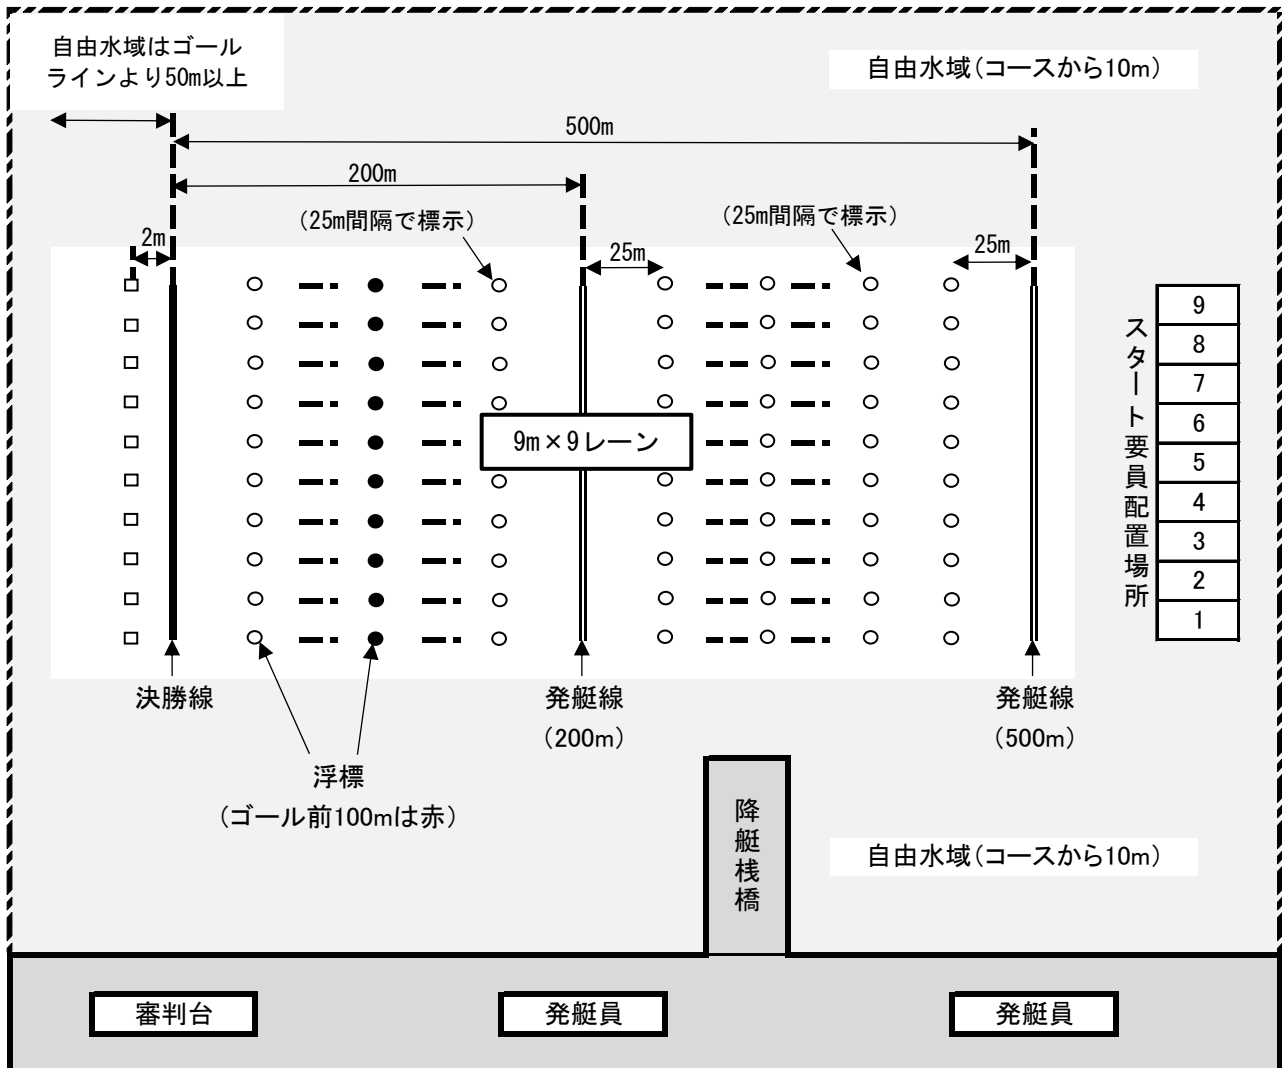 自由水域はゴール
ラインより50m以上
自由水域(コースから10m)
500m
200m
(25m間隔で標示)
(25m間隔で標示)
2m
25m
25m
9m×9レーン
スタート要員配置場所
9
8
7
6
5
4
3
2
1
決勝線
発艇線
(200m)
発艇線
(500m)
浮標
(ゴール前100mは赤)
降艇桟橋
自由水域(コースから10m)
審判台
発艇員
発艇員